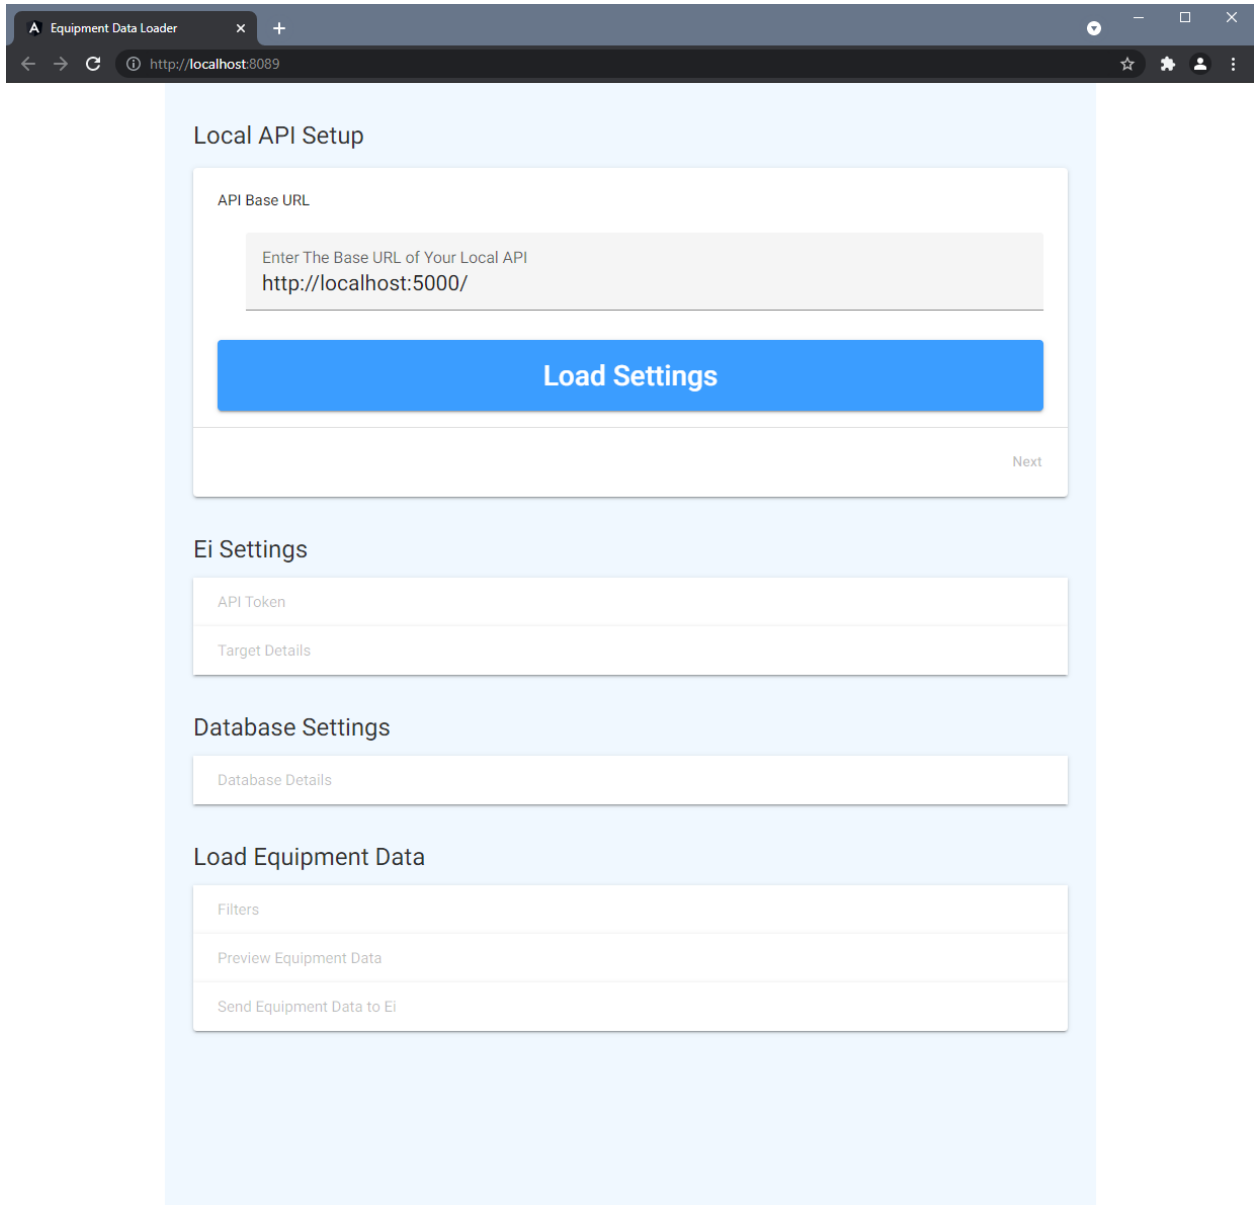 Equipment Data Loader
http://localhost:8089
Local API Setup
API Base URL
Enter The Base URL of Your Local API
http://localhost:5000/
Load Settings
Next
Ei Settings
API Token
Target Details
Database Settings
Database Details
Load Equipment Data
Filters
Preview Equipment Data
Send Equipment Data to Ei